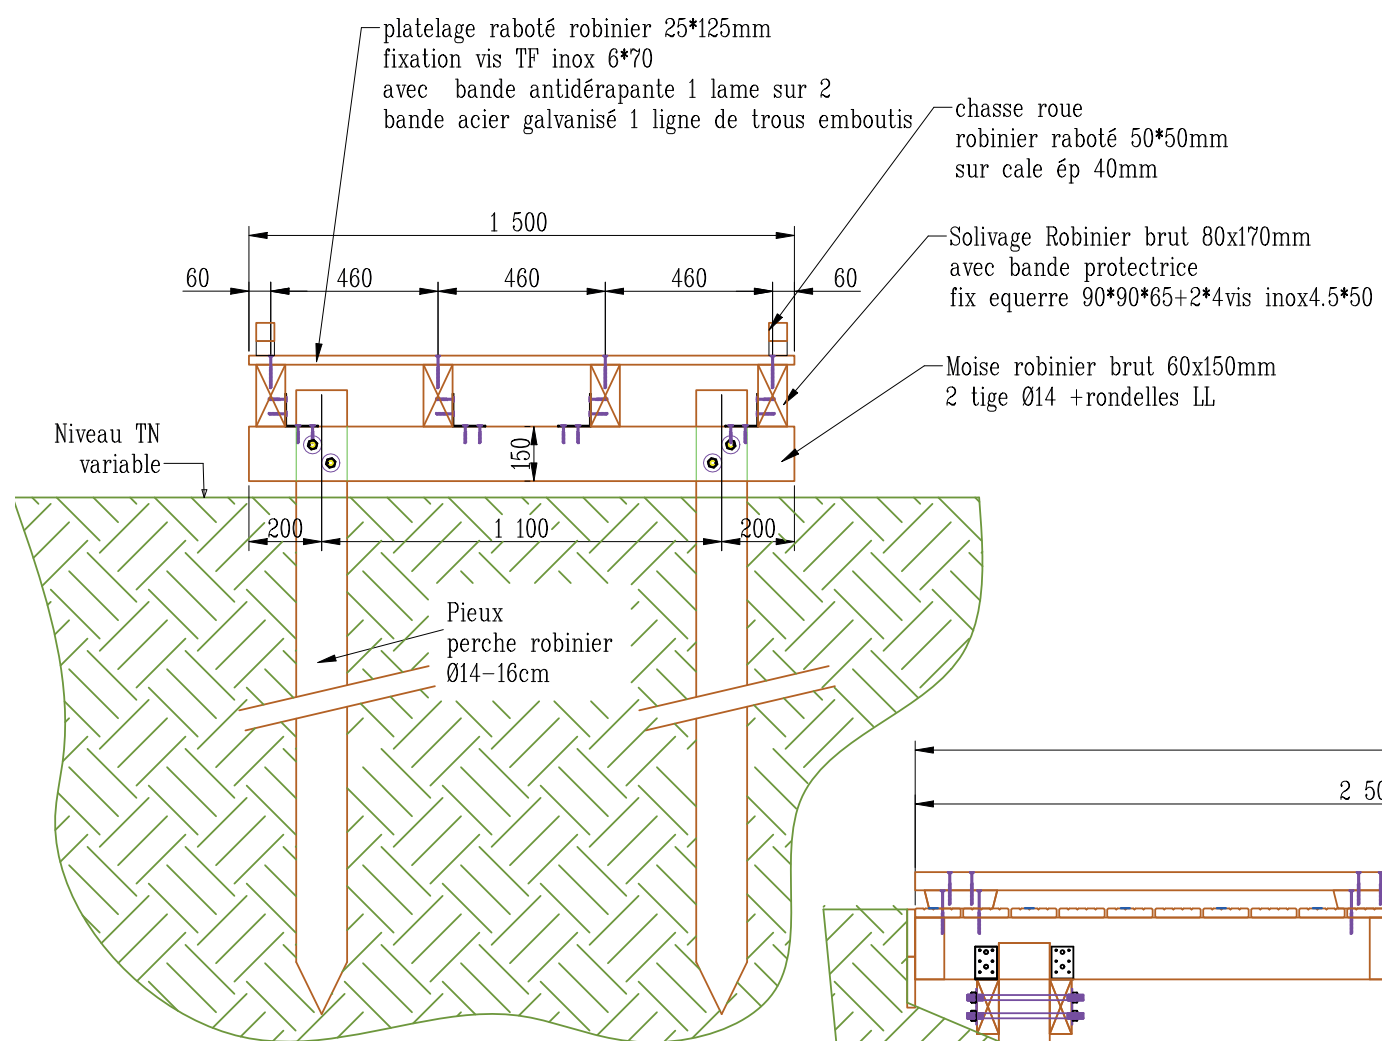 platelage raboté robinier 25*125mm
fixation vis TF inox 6*70
avec bande antidérapante 1 lame sur 2
bande acier galvanisé 1 ligne de trous emboutis
chasse roue
robinier raboté 50*50mm
sur cale ép 40mm
1 500
Solivage Robinier brut 80x170mm
avec bande protectrice
fix equerre 90*90*65+2*4vis inox4.5*50
60 460 460 460 60
Moise robinier brut 60x150mm
2 tige Ø14 +rondelles LL
Niveau TN
variable
150
200 1 100 200
Pieux
perche robinier
Ø14-16cm
2 50